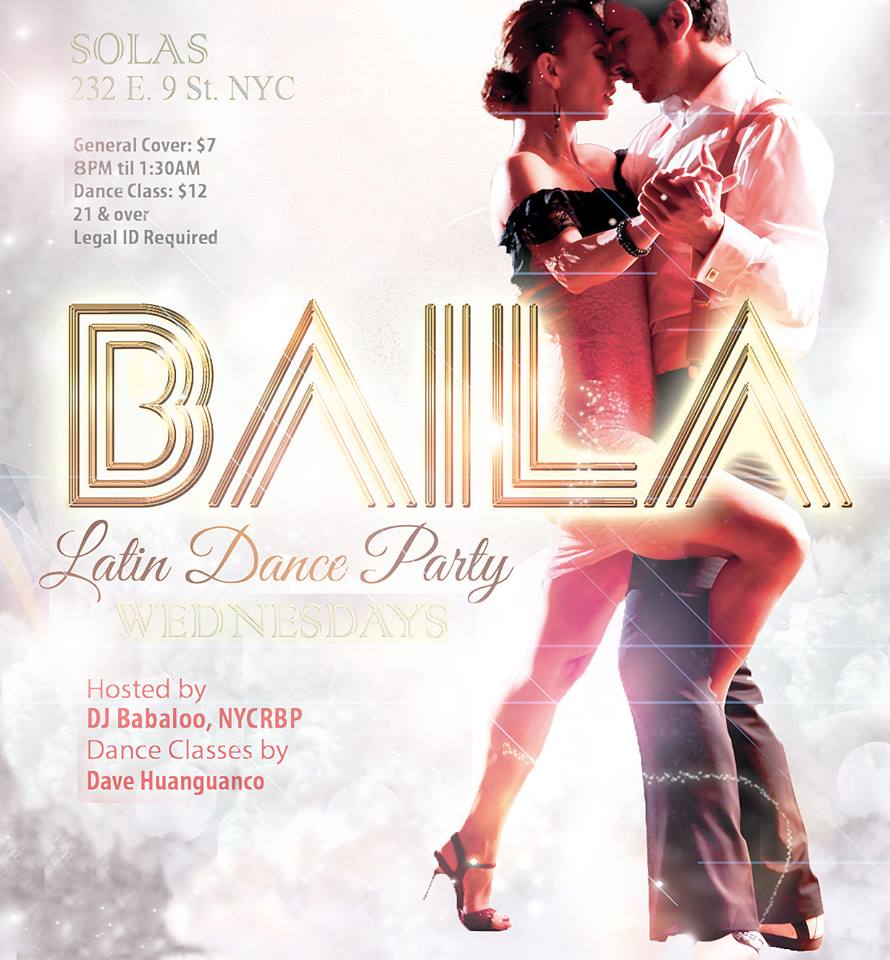 SOLAS
232 E. 9 St. NYC
General Cover: $7
8PM til 1:30AM
Dance Class: $12
21 & over
Legal ID Required
BAILA
Latin Dance Party
WEDNESDAYS
Hosted by
DJ Babaloo, NYCRBP
Dance Classes by
Dave Huanguanco